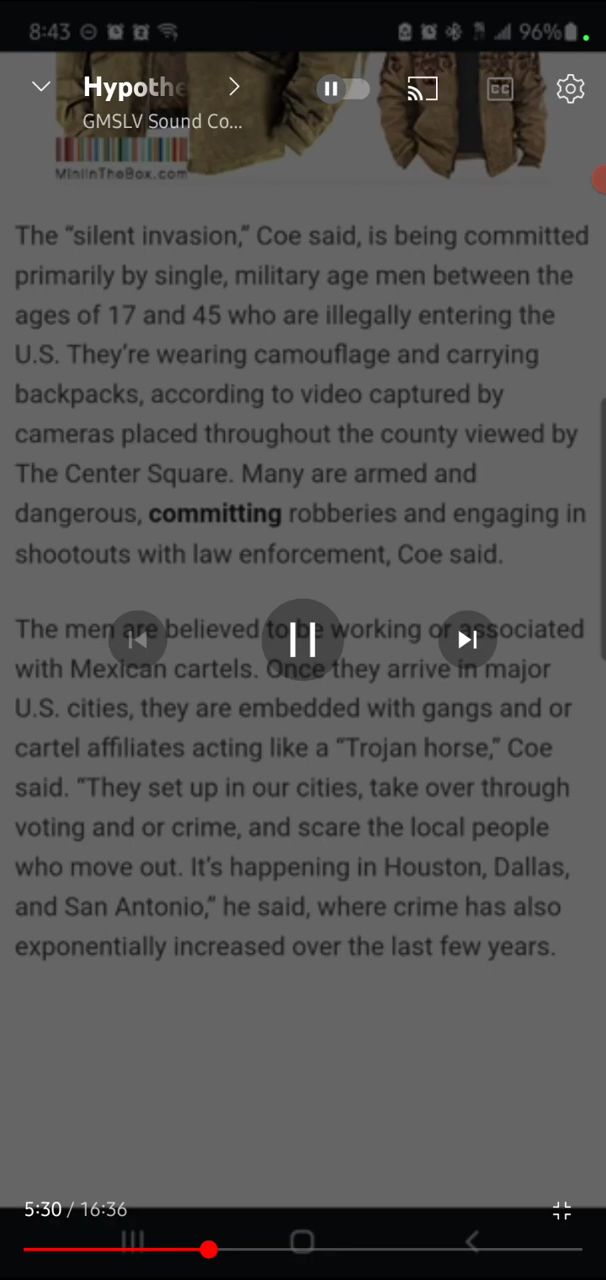 8:43 96%
Hypothe
GMSLV Sound Co...
CC
MiniInTheBox.com
The “silent invasion,” Coe said, is being committed
primarily by single, military age men between the
ages of 17 and 45 who are illegally entering the
U.S. They’re wearing camouflage and carrying
backpacks, according to video captured by
cameras placed throughout the county viewed by
The Center Square. Many are armed and
dangerous, committing robberies and engaging in
shootouts with law enforcement, Coe said.
The men are believed to be working or associated
with Mexican cartels. Once they arrive in major
U.S. cities, they are embedded with gangs and or
cartel affiliates acting like a “Trojan horse,” Coe
said. “They set up in our cities, take over through
voting and or crime, and scare the local people
who move out. It’s happening in Houston, Dallas,
and San Antonio,” he said, where crime has also
exponentially increased over the last few years.
5:30 / 16:36